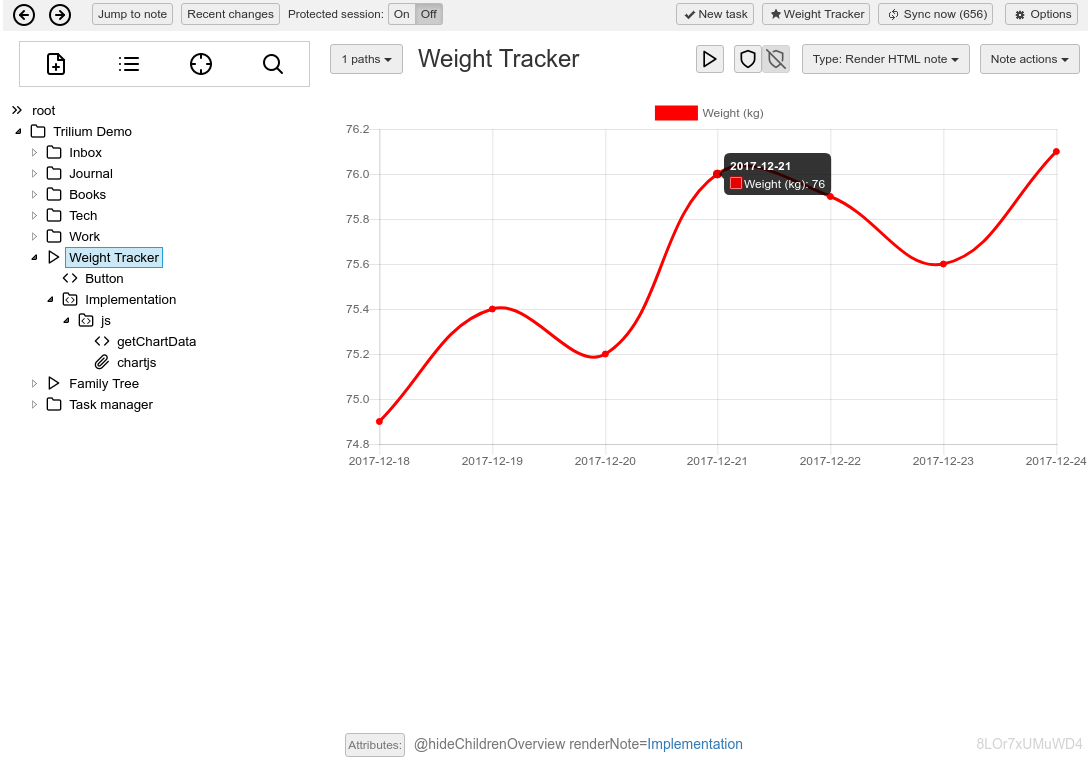 Jump to note Recent changes Protected session: On Off New task Weight Tracker Sync now (656) Options
1 paths Weight Tracker Type: Render HTML note Note actions
root
Trilium Demo
Inbox
Journal
Books
Tech
Work
Weight Tracker
Button
Implementation
js
getChartData
chartjs
Family Tree
Task manager
Weight (kg)
76.2
76.0
75.8
75.6
75.4
75.2
75.0
74.8
2017-12-21
Weight (kg): 76
2017-12-18 2017-12-19 2017-12-20 2017-12-21 2017-12-22 2017-12-23 2017-12-24
Attributes: @hideChildrenOverview renderNote=Implementation 8LOr7xUMuWD4